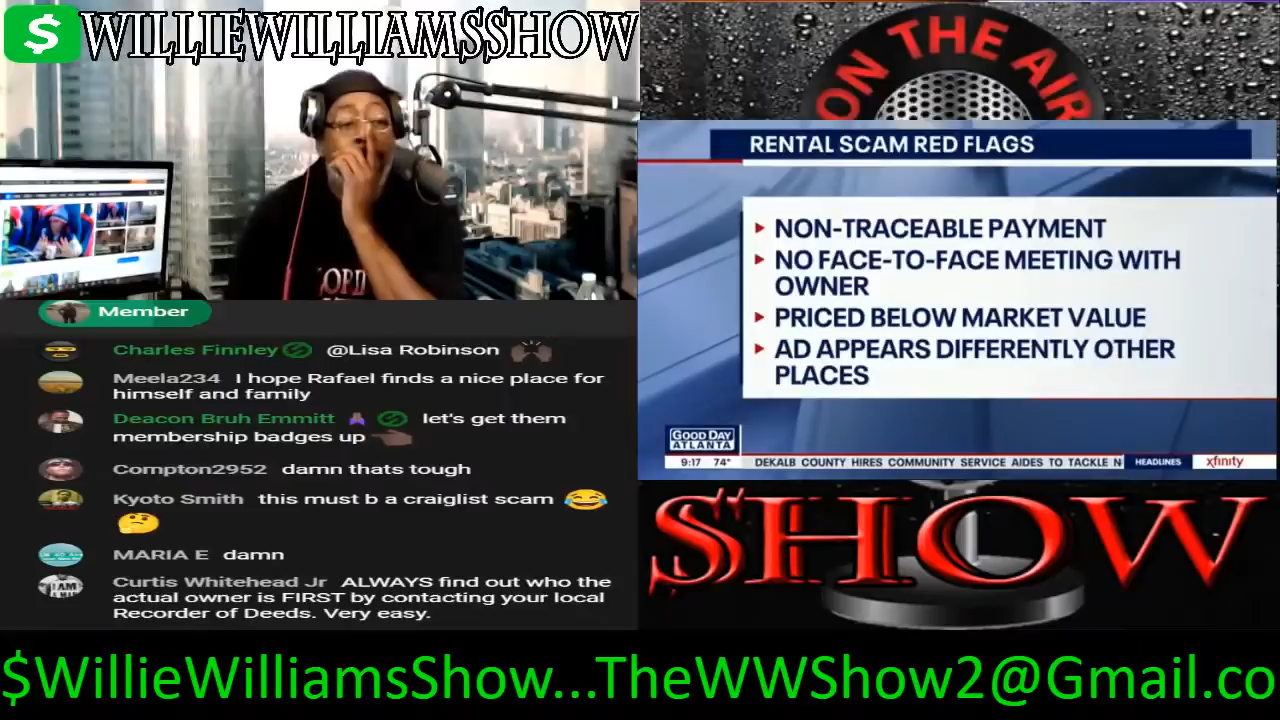 $ WILLIEWILLIAMSSHOW
ON THE AIR
RENTAL SCAM RED FLAGS
NON-TRACEABLE PAYMENT
NO FACE-TO-FACE MEETING WITH
OWNER
PRICED BELOW MARKET VALUE
AD APPEARS DIFFERENTLY OTHER
PLACES
GOOD DAY
ATLANTA
9:17 74°
DEKALB COUNTY HIRES COMMUNITY SERVICE AIDES TO TACKLE N
HEADLINES
xfinity
Member
Charles Finnley @Lisa Robinson
Meela234 I hope Rafael finds a nice place for
himself and family
Deacon Bruh Emmitt let's get them
membership badges up
Compton2952 damn thats tough
Kyoto Smith this must b a craiglist scam
MARIA E damn
Curtis Whitehead Jr ALWAYS find out who the
actual owner is FIRST by contacting your local
Recorder of Deeds. Very easy.
$HOW
$WillieWilliamsShow...TheWWShow2@Gmail.co